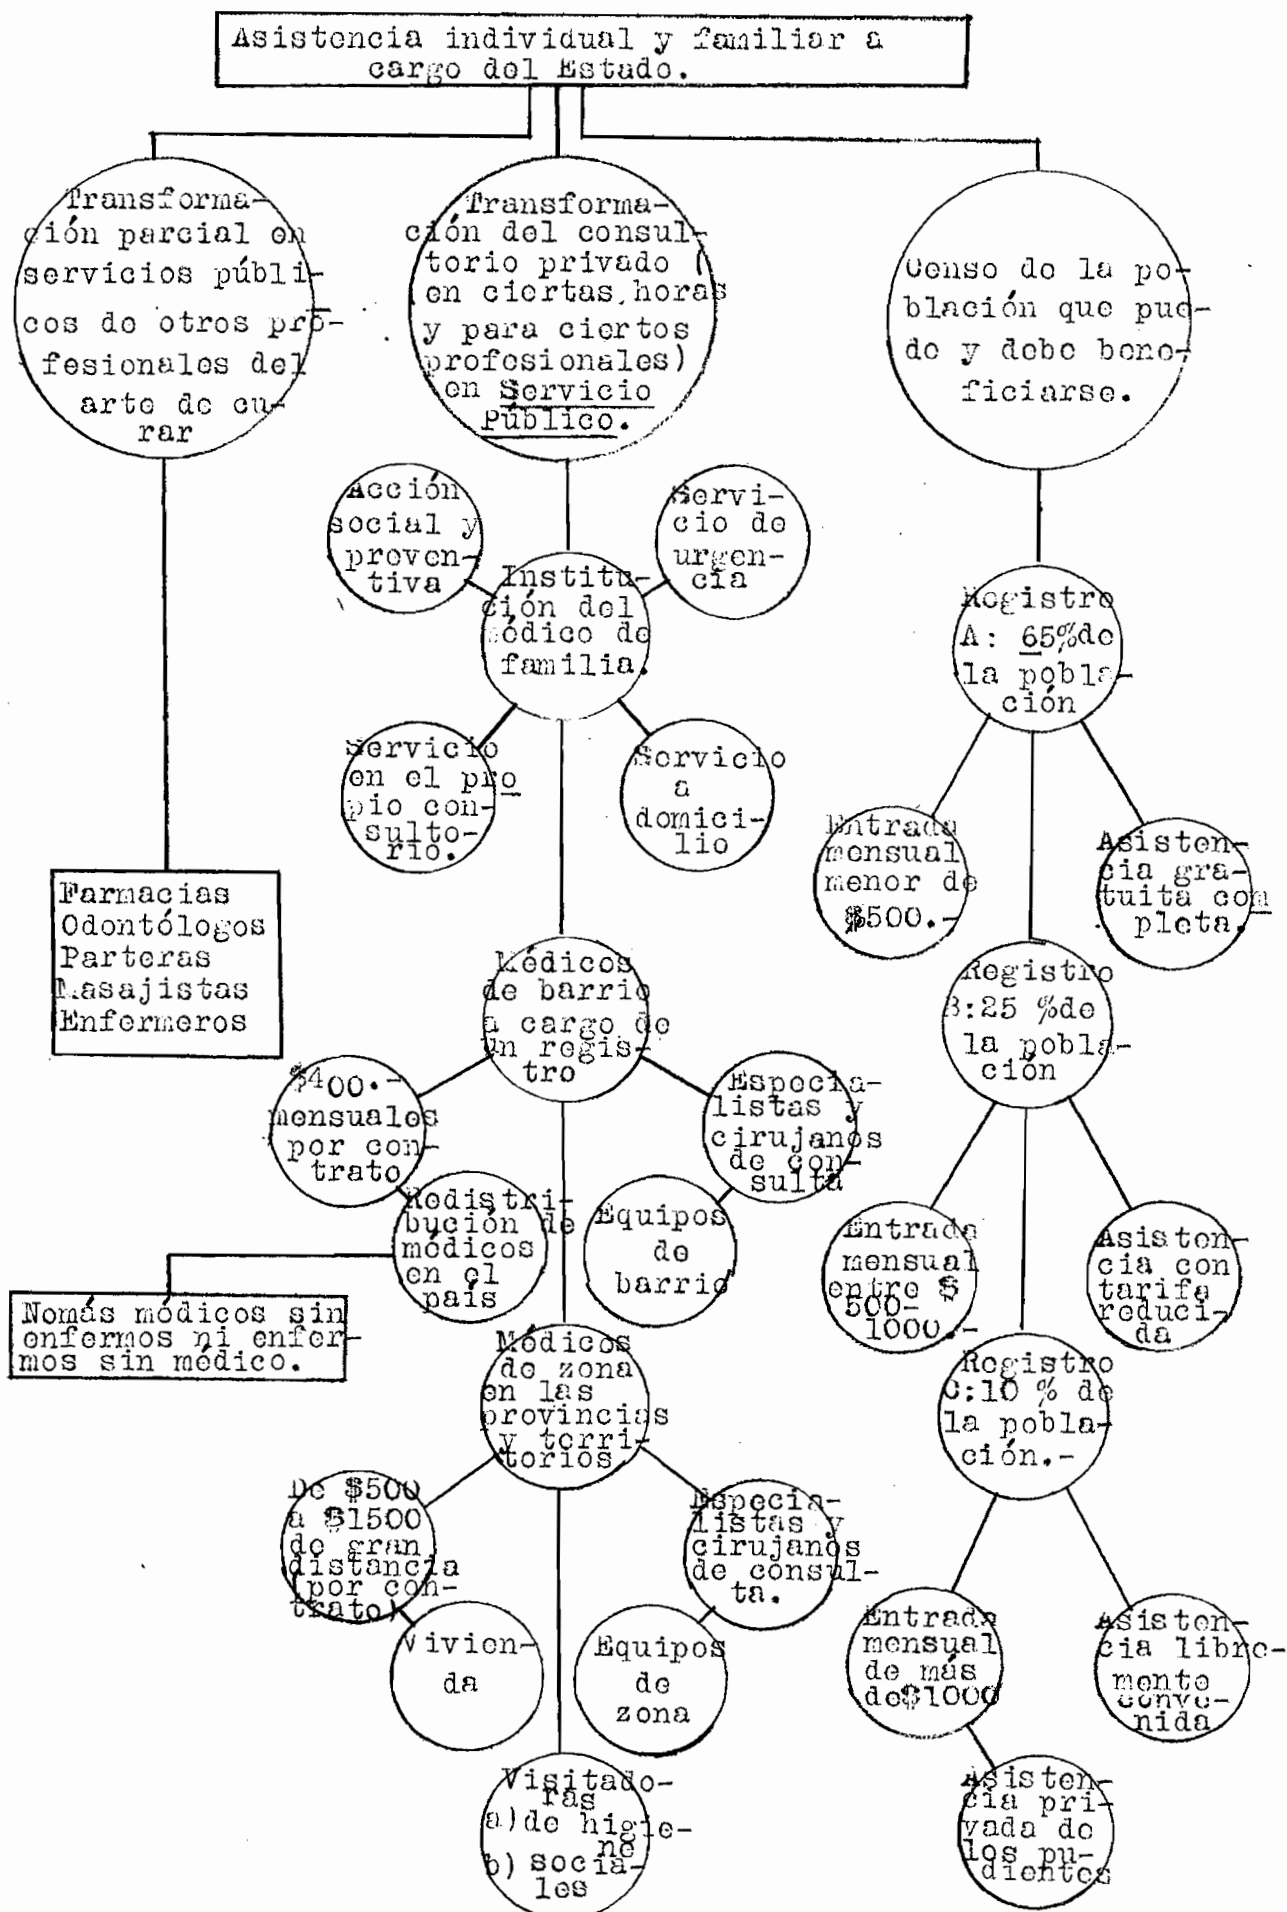 Asistencia individual y familiar a
cargo del Estado.
Transforma-
ción parcial en
servicios públi-
cos de otros pro-
fesionales del
arte de cu-
rar
Farmacias
Odontólogos
Parteras
Masajistas
Enfermeros
Transforma-
ción del consul-
torio privado (
en ciertas horas
y para ciertos
profesionales)
en Servicio
Público.
Acción
social y
preven-
tiva
Servi-
cio de
urgen-
cia
Institu-
ción del
médico de
familia.
Servicio
en el pro
pio con-
sulto-
rio.
Servicio
a
domici-
lio
Médicos
de barrio
a cargo de
un regis-
tro
$400.-
mensuales
por con-
trato
Redistri-
bución de
médicos
en el
país
Nomás médicos sin
enfermos ni enfer-
mos sin médico.
Especia-
listas y
cirujanos
de con-
sulta
Equipos
de
barrio
Médicos
de zona
en las
provincias
y terri-
torios
De $500
a $1500
de gran
distancia
(por con-
trato)
Vivien-
da
Especia-
listas y
cirujanos
de consul-
ta.
Equipos
de
zona
Visitado-
ras
a)de higie-
ne
b) socia-
les
Censo de la po-
blación que pue-
de y debe bene-
ficiarse.
Registro
A: 65%de
la pobla-
ción
Entrada
mensual
menor de
$500.-
Asisten-
cia gra-
tuita com
pleta.
Registro
B:25 %de
la pobla-
ción
Entrada
mensual
entre $
500-
1000.-
Asisten-
cia con
tarifa
reduci-
da
Registro
C:10 % de
la pobla-
ción.-
Entrada
mensual
de más
de$1000
Asisten-
cia libre-
mente
conve-
nida
Asisten-
cia pri-
vada de
los pu-
dientes